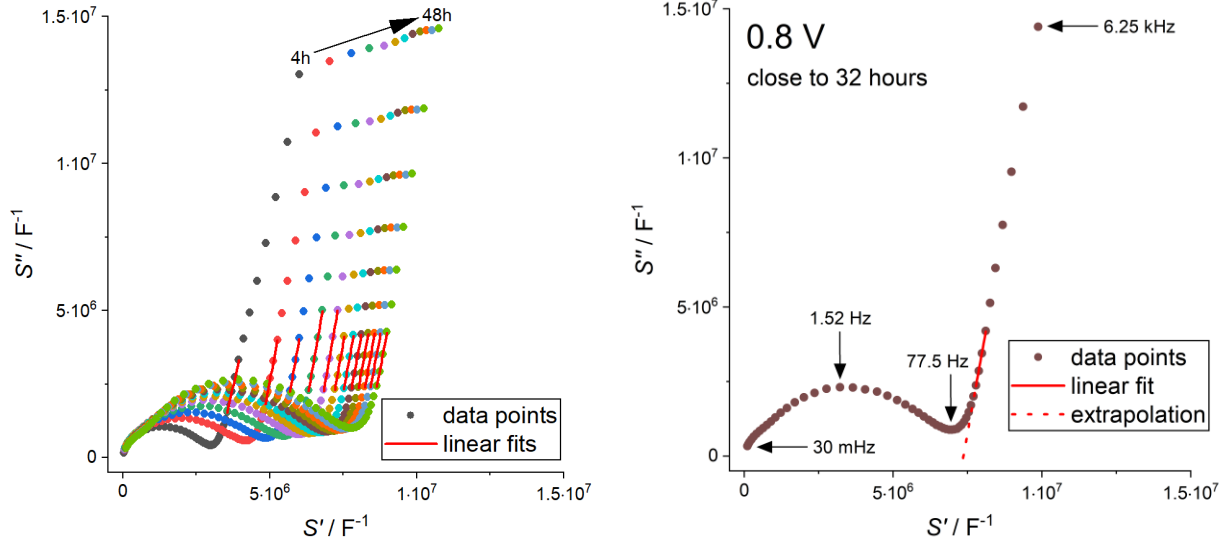 1.5·10⁷
1·10⁷
5·10⁶
0
S″ / F⁻¹
4h
48h
data points
linear fits
0
5·10⁶
1·10⁷
1.5·10⁷
S′ / F⁻¹
1.5·10⁷
1·10⁷
5·10⁶
0
S″ / F⁻¹
0.8 V
close to 32 hours
6.25 kHz
1.52 Hz
77.5 Hz
30 mHz
data points
linear fit
extrapolation
0
5·10⁶
1·10⁷
1.5·10⁷
S′ / F⁻¹